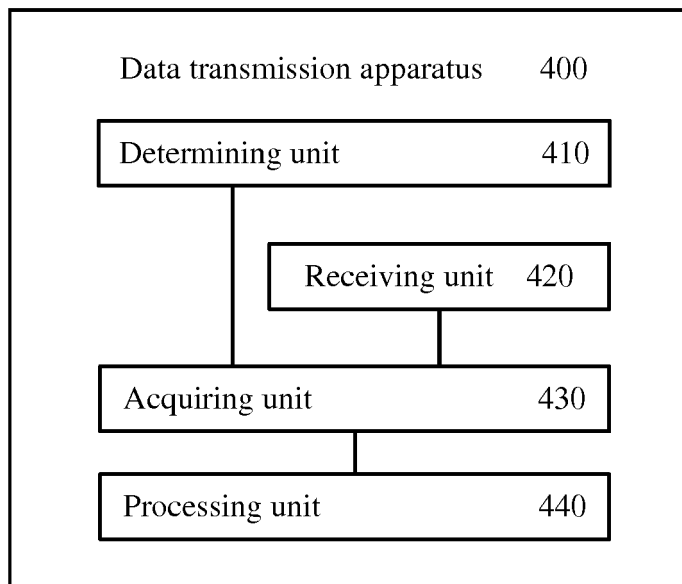 Data transmission apparatus 400
Determining unit 410
Receiving unit 420
Acquiring unit 430
Processing unit 440